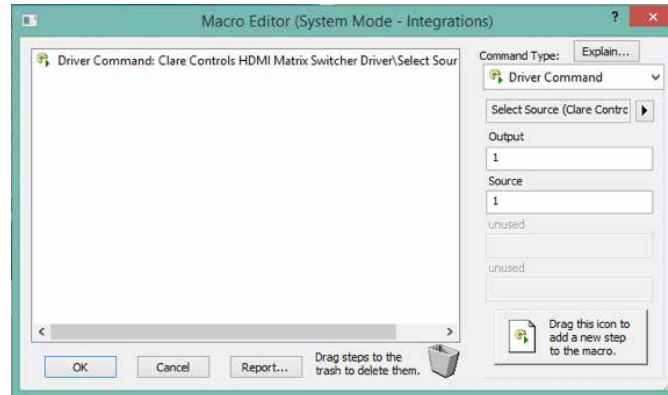 Macro Editor (System Mode - Integrations)
?
Driver Command: Clare Controls HDMI Matrix Switcher Driver\Select Sour
Command Type:
Explain...
Driver Command
Select Source (Clare Contrc
Output
1
Source
1
unused
unused
Drag this icon to
add a new step
to the macro.
OK
Cancel
Report...
Drag steps to the
trash to delete them.